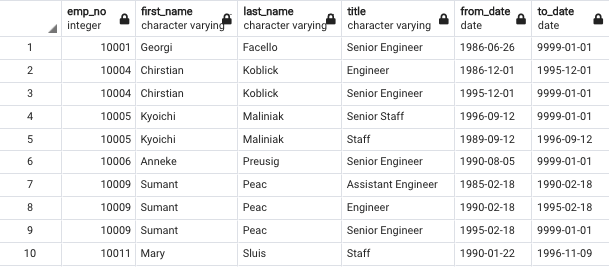 emp_no first_name last_name title from_date to_date
integer character varying character varying character varying date date
1 10001 Georgi Facello Senior Engineer 1986-06-26 9999-01-01
2 10004 Chirstian Koblick Engineer 1986-12-01 1995-12-01
3 10004 Chirstian Koblick Senior Engineer 1995-12-01 9999-01-01
4 10005 Kyoichi Maliniak Senior Staff 1996-09-12 9999-01-01
5 10005 Kyoichi Maliniak Staff 1989-09-12 1996-09-12
6 10006 Anneke Preusig Senior Engineer 1990-08-05 9999-01-01
7 10009 Sumant Peac Assistant Engineer 1985-02-18 1990-02-18
8 10009 Sumant Peac Engineer 1990-02-18 1995-02-18
9 10009 Sumant Peac Senior Engineer 1995-02-18 9999-01-01
10 10011 Mary Sluis Staff 1990-01-22 1996-11-09